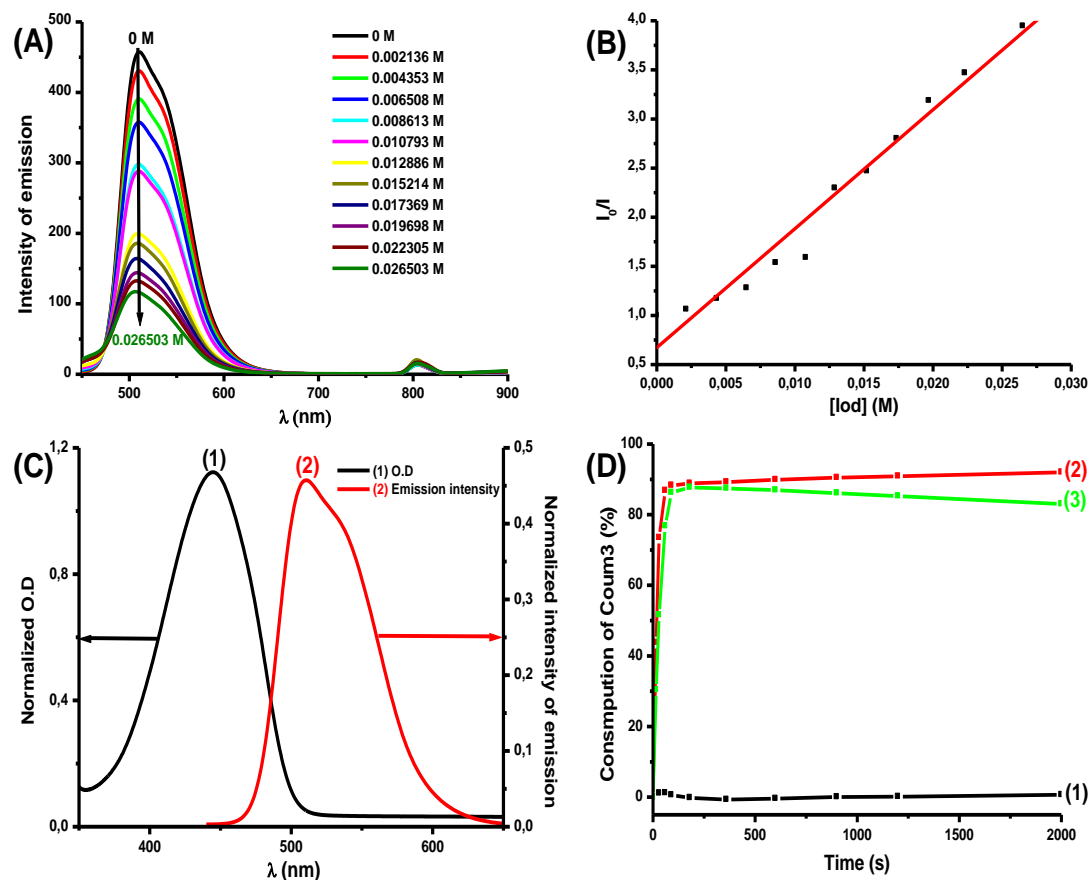 (A)
500
400
300
200
100
0
Intensity of emission
0 M
0.026503 M
0 M
0.002136 M
0.004353 M
0.006508 M
0.008613 M
0.010793 M
0.012886 M
0.015214 M
0.017369 M
0.019698 M
0.022305 M
0.026503 M
500 600 700 800 900
λ (nm)
(B)
4,0
3,5
3,0
2,5
2,0
1,5
1,0
0,5
I₀/I
0,000 0,005 0,010 0,015 0,020 0,025 0,030
[Iod] (M)
(C)
1,2
0,8
0,4
0,0
Normalized O.D
(1)
(2)
(1) O.D
(2) Emission intensity
0,5
0,4
0,3
0,2
0,1
0,0
Normalized intensity of emission
400 500 600
λ (nm)
(D)
100
90
80
70
60
50
40
30
20
10
0
Consmpution of Coum3 (%)
(2)
(3)
(1)
0 500 1000 1500 2000
Time (s)